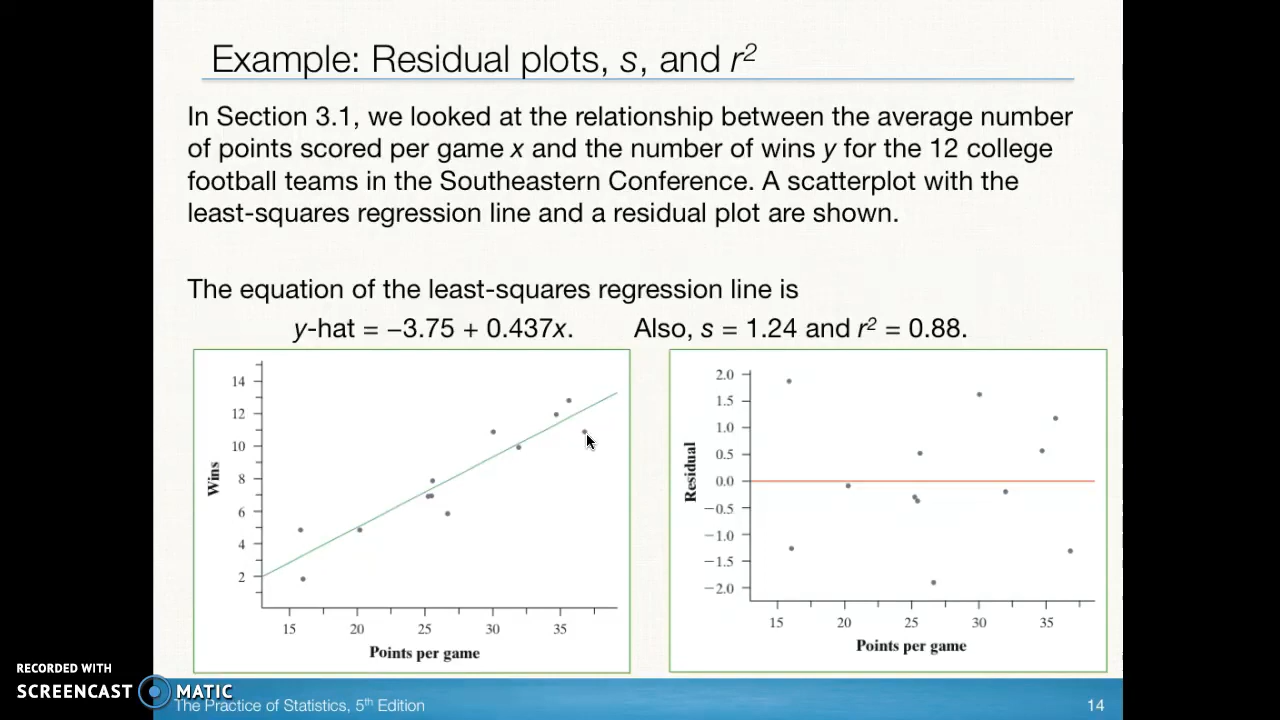 Example: Residual plots, s, and r²
In Section 3.1, we looked at the relationship between the average number
of points scored per game x and the number of wins y for the 12 college
football teams in the Southeastern Conference. A scatterplot with the
least-squares regression line and a residual plot are shown.
The equation of the least-squares regression line is
y-hat = −3.75 + 0.437x. Also, s = 1.24 and r² = 0.88.
14
12
10
8
6
4
2
Wins
15 20 25 30 35
Points per game
2.0
1.5
1.0
0.5
0.0
−0.5
−1.0
−1.5
−2.0
Residual
15 20 25 30 35
Points per game
RECORDED WITH
SCREENCAST MATIC
The Practice of Statistics, 5th Edition
14